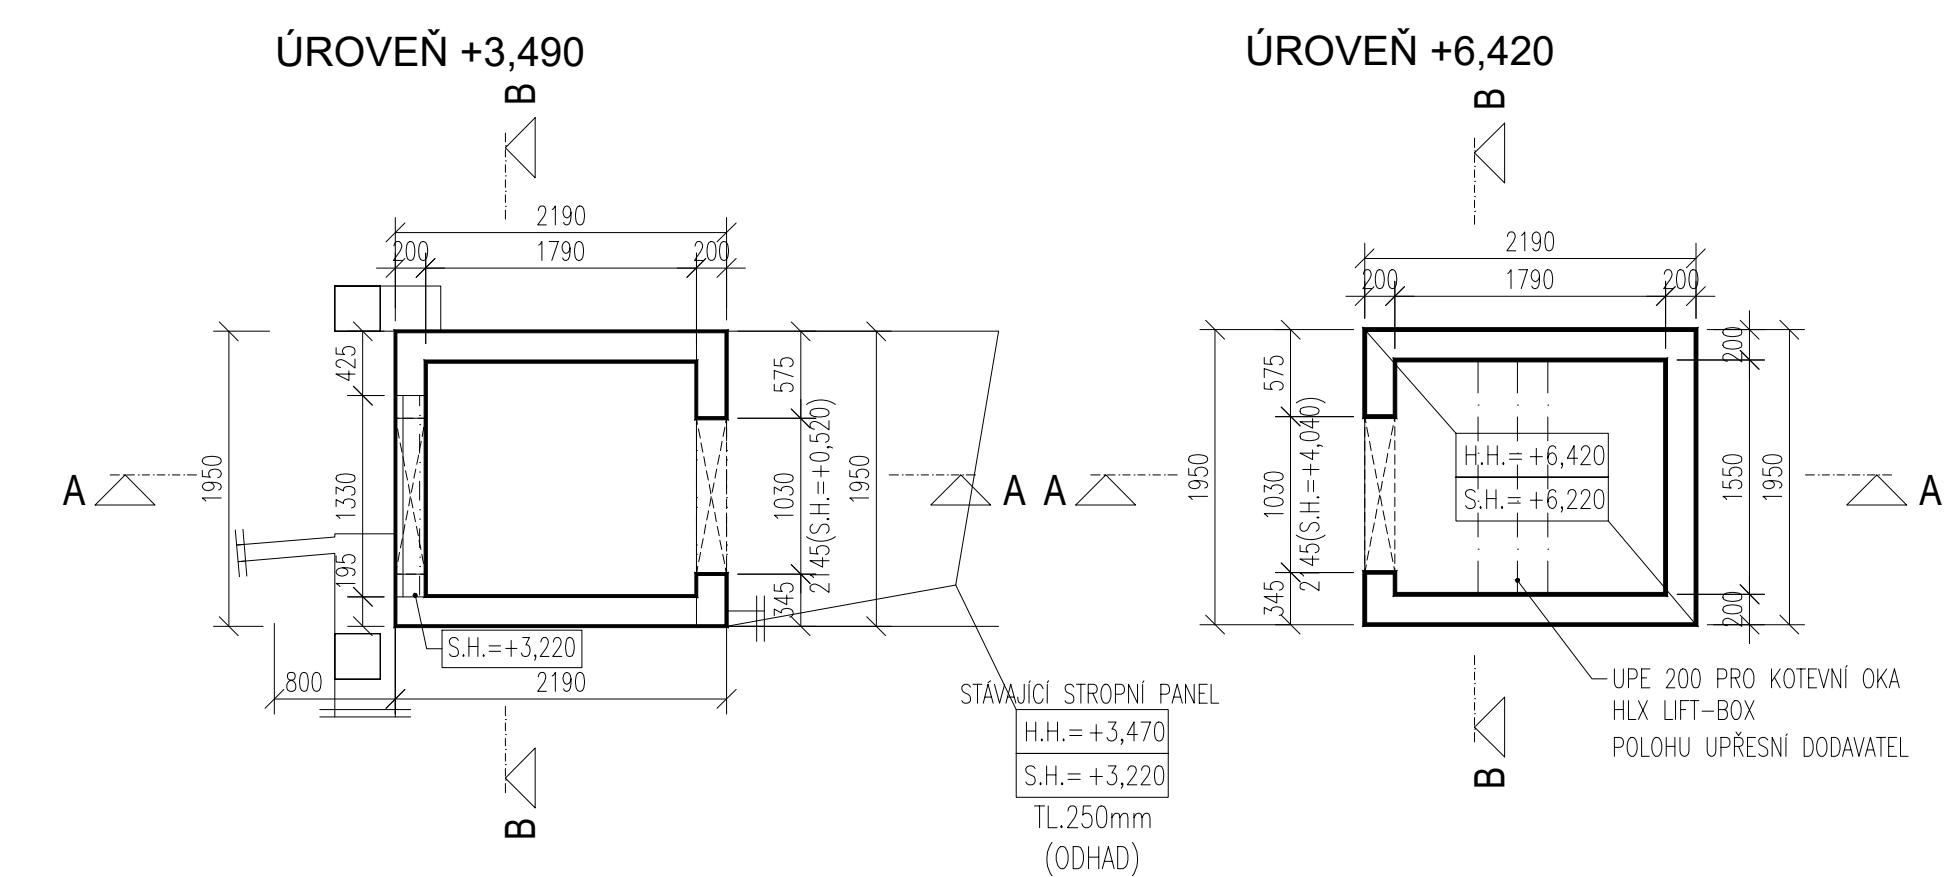 ÚROVEŇ +3,490
B
2190
200
1790
200
425
1950
1330
195
575
1030
2145(S.H.=+0,520)
345
1950
A
A
S.H.=+3,220
800
2190
B
STÁVAJÍCÍ STROPNÍ PANEL
H.H.= +3,470
S.H.= +3,220
TL.250mm
(ODHAD)
ÚROVEŇ +6,420
B
2190
200
1790
200
1950
575
1030
2145(S.H.=+4,040)
345
H.H.= +6,420
S.H.= +6,220
200
1550
200
1950
A
A
UPE 200 PRO KOTEVNÍ OKA
HLX LIFT-BOX
POLOHU UPŘESNÍ DODAVATEL
B